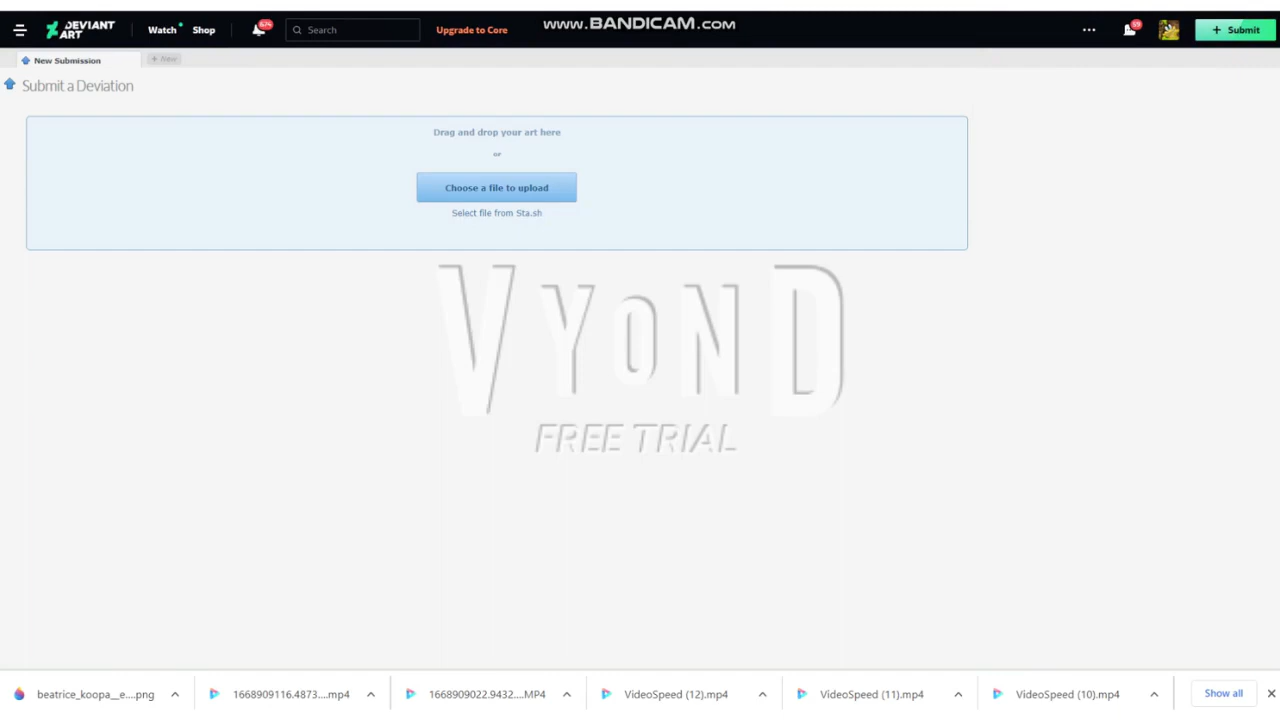 WWW.BANDICAM.COM
DEVIANT ART
Watch
Shop
674
Search
Upgrade to Core
59
+ Submit
New Submission
+ New
Submit a Deviation
Drag and drop your art here
or
Choose a file to upload
Select file from Sta.sh
VYOND
FREE TRIAL
beatrice_koopa__e....png
1668909116.4873....mp4
1668909022.9432....MP4
VideoSpeed (12).mp4
VideoSpeed (11).mp4
VideoSpeed (10).mp4
Show all